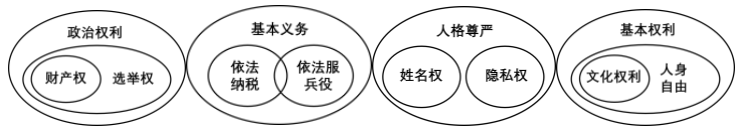 政治权利
财产权
选举权
基本义务
依法
纳税
依法服
兵役
人格尊严
姓名权
隐私权
基本权利
文化权利
人身
自由